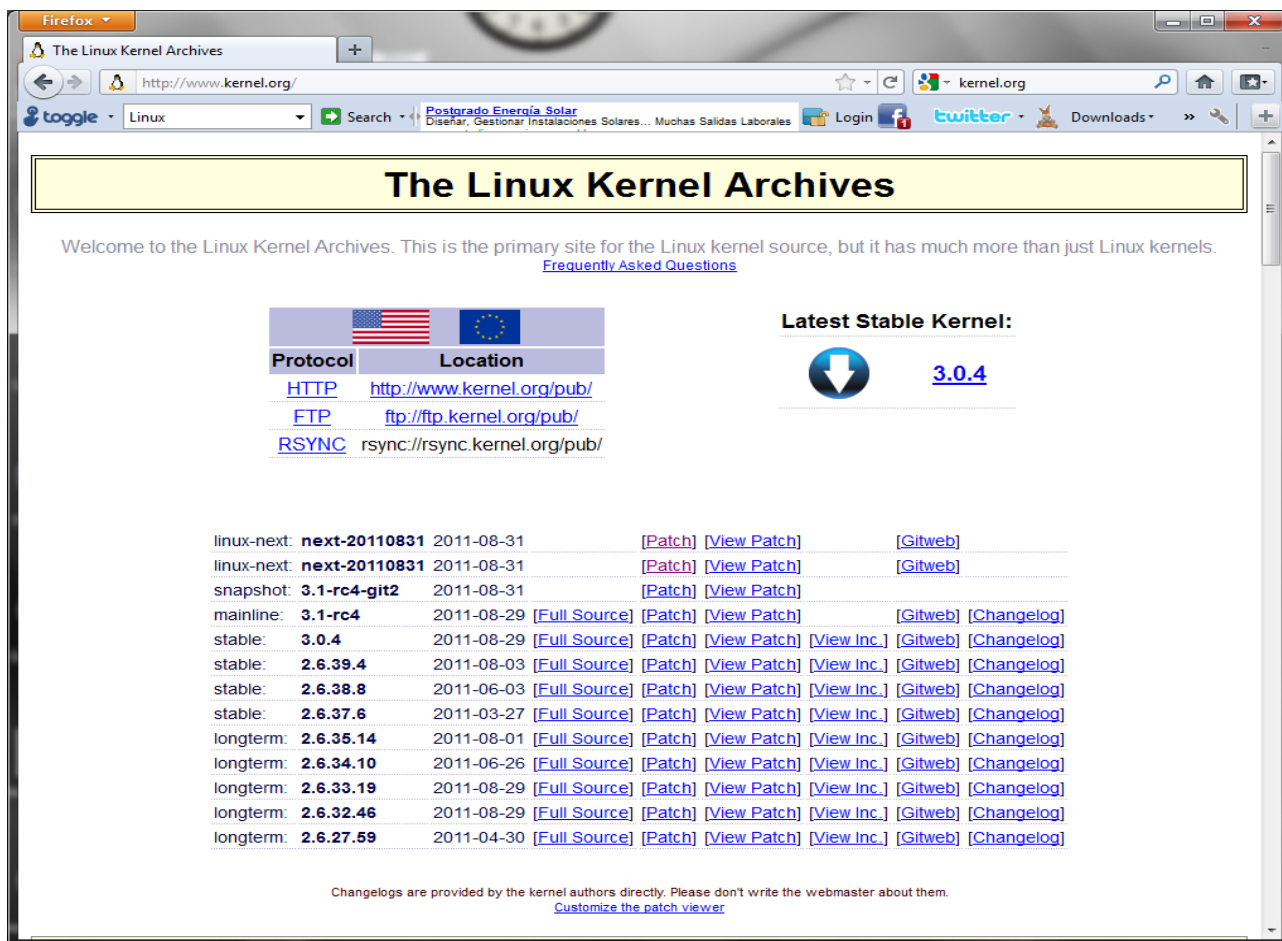 Firefox
The Linux Kernel Archives
http://www.kernel.org/
kernel.org
toggle Linux Search Postgrado Energía Solar Login twitter Downloads
Diseñar, Gestionar Instalaciones Solares... Muchas Salidas Laborales
1
The Linux Kernel Archives
Welcome to the Linux Kernel Archives. This is the primary site for the Linux kernel source, but it has much more than just Linux kernels.
Frequently Asked Questions
Protocol Location
HTTP http://www.kernel.org/pub/
FTP ftp://ftp.kernel.org/pub/
RSYNC rsync://rsync.kernel.org/pub/
Latest Stable Kernel:
3.0.4
linux-next: next-20110831 2011-08-31 [Patch] [View Patch] [Gitweb]
linux-next: next-20110831 2011-08-31 [Patch] [View Patch] [Gitweb]
snapshot: 3.1-rc4-git2 2011-08-31 [Patch] [View Patch]
mainline: 3.1-rc4 2011-08-29 [Full Source] [Patch] [View Patch] [Gitweb] [Changelog]
stable: 3.0.4 2011-08-29 [Full Source] [Patch] [View Patch] [View Inc.] [Gitweb] [Changelog]
stable: 2.6.39.4 2011-08-03 [Full Source] [Patch] [View Patch] [View Inc.] [Gitweb] [Changelog]
stable: 2.6.38.8 2011-06-03 [Full Source] [Patch] [View Patch] [View Inc.] [Gitweb] [Changelog]
stable: 2.6.37.6 2011-03-27 [Full Source] [Patch] [View Patch] [View Inc.] [Gitweb] [Changelog]
longterm: 2.6.35.14 2011-08-01 [Full Source] [Patch] [View Patch] [View Inc.] [Gitweb] [Changelog]
longterm: 2.6.34.10 2011-06-26 [Full Source] [Patch] [View Patch] [View Inc.] [Gitweb] [Changelog]
longterm: 2.6.33.19 2011-08-29 [Full Source] [Patch] [View Patch] [View Inc.] [Gitweb] [Changelog]
longterm: 2.6.32.46 2011-08-29 [Full Source] [Patch] [View Patch] [View Inc.] [Gitweb] [Changelog]
longterm: 2.6.27.59 2011-04-30 [Full Source] [Patch] [View Patch] [View Inc.] [Gitweb] [Changelog]
Changelogs are provided by the kernel authors directly. Please don't write the webmaster about them.
Customize the patch viewer